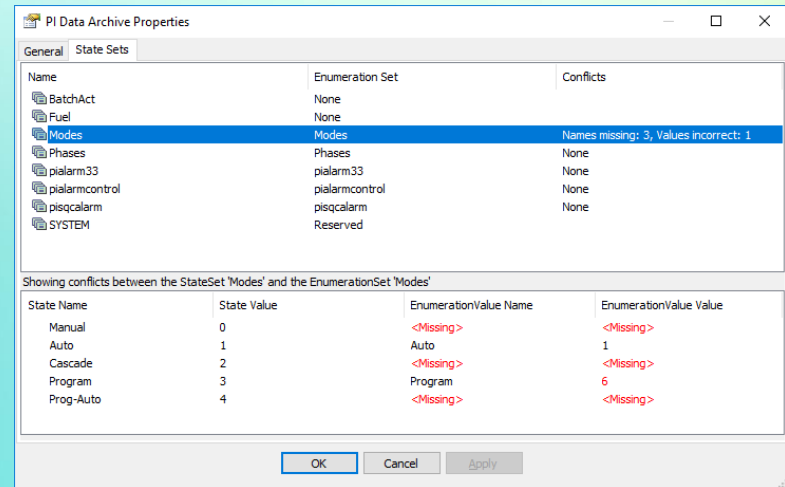 PI Data Archive Properties
General State Sets
Name Enumeration Set Conflicts
BatchAct None
Fuel None
Modes Modes Names missing: 3, Values incorrect: 1
Phases Phases None
pialarm33 pialarm33 None
pialarmcontrol pialarmcontrol None
pisqcalarm pisqcalarm None
SYSTEM Reserved
Showing conflicts between the StateSet 'Modes' and the EnumerationSet 'Modes'
State Name State Value EnumerationValue Name EnumerationValue Value
Manual 0 <Missing> <Missing>
Auto 1 Auto 1
Cascade 2 <Missing> <Missing>
Program 3 Program 6
Prog-Auto 4 <Missing> <Missing>
OK Cancel Apply